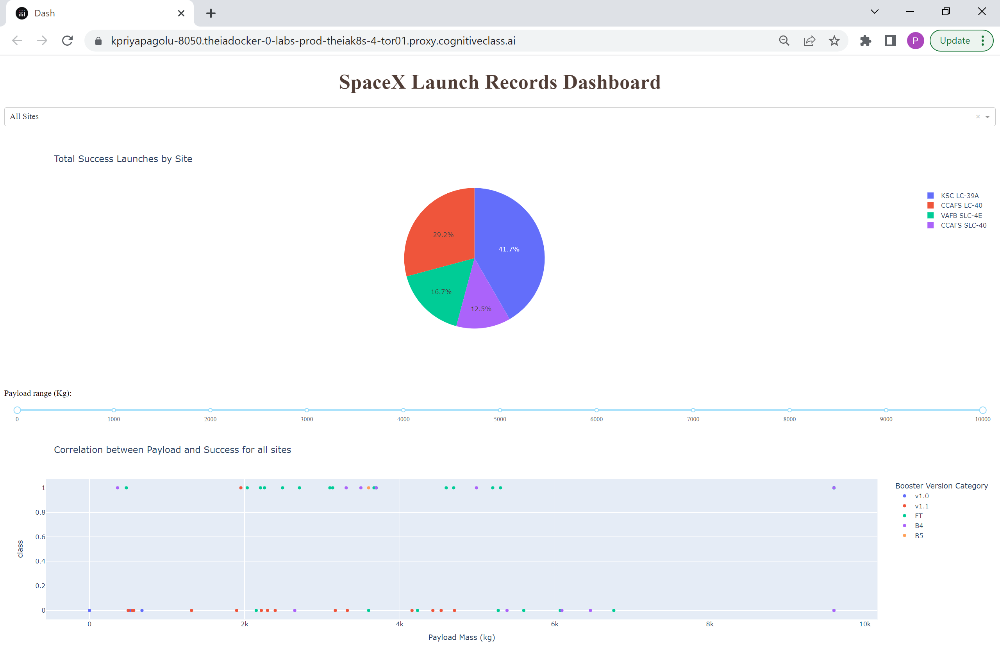 Dash
kpriyapagolu-8050.theiadocker-0-labs-prod-theiak8s-4-tor01.proxy.cognitiveclass.ai
P
Update
SpaceX Launch Records Dashboard
All Sites
Total Success Launches by Site
KSC LC-39A
CCAFS LC-40
VAFB SLC-4E
CCAFS SLC-40
29.2%
41.7%
16.7%
12.5%
Payload range (Kg):
0 1000 2000 3000 4000 5000 6000 7000 8000 9000 10000
Correlation between Payload and Success for all sites
Booster Version Category
v1.0
v1.1
FT
B4
B5
1
0.8
0.6
0.4
0.2
0
class
0 2k 4k 6k 8k 10k
Payload Mass (kg)